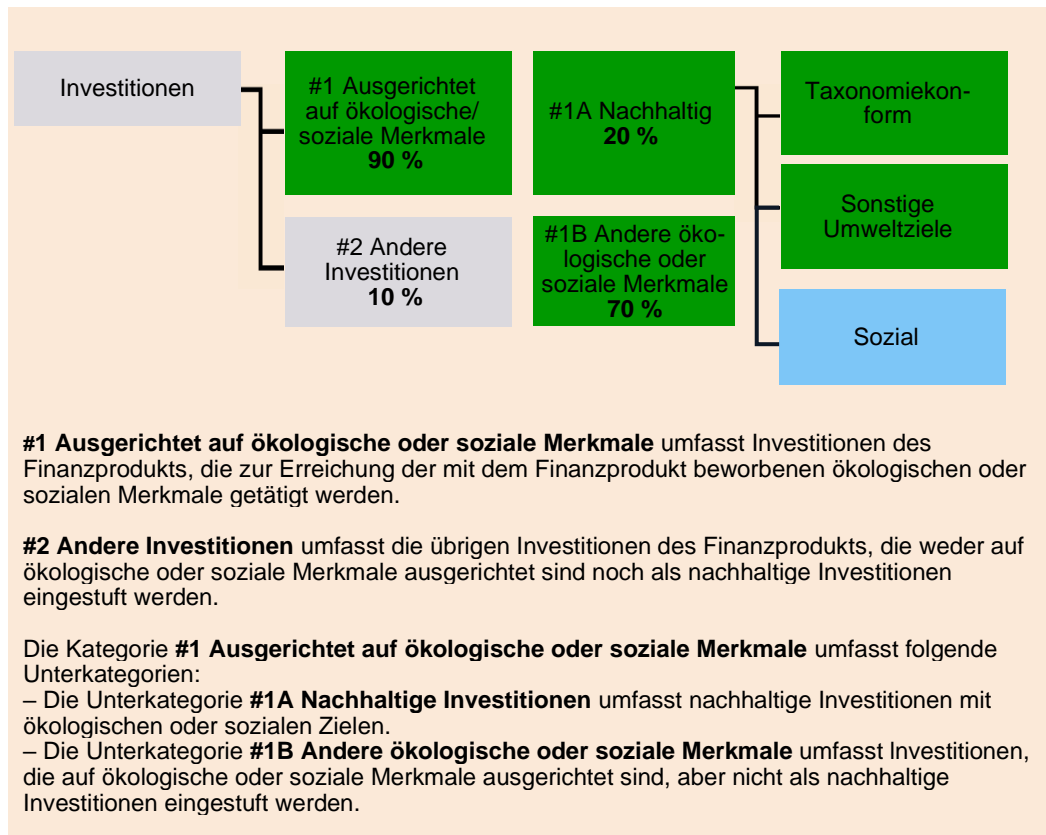 Investitionen
#1 Ausgerichtet
auf ökologische/
soziale Merkmale
90 %
#2 Andere
Investitionen
10 %
#1A Nachhaltig
20 %
#1B Andere öko-
logische oder
soziale Merkmale
70 %
Taxonomiekon-
form
Sonstige
Umweltziele
Sozial
#1 Ausgerichtet auf ökologische oder soziale Merkmale umfasst Investitionen des
Finanzprodukts, die zur Erreichung der mit dem Finanzprodukt beworbenen ökologischen oder
sozialen Merkmale getätigt werden.
#2 Andere Investitionen umfasst die übrigen Investitionen des Finanzprodukts, die weder auf
ökologische oder soziale Merkmale ausgerichtet sind noch als nachhaltige Investitionen
eingestuft werden.
Die Kategorie #1 Ausgerichtet auf ökologische oder soziale Merkmale umfasst folgende
Unterkategorien:
– Die Unterkategorie #1A Nachhaltige Investitionen umfasst nachhaltige Investitionen mit
ökologischen oder sozialen Zielen.
– Die Unterkategorie #1B Andere ökologische oder soziale Merkmale umfasst Investitionen,
die auf ökologische oder soziale Merkmale ausgerichtet sind, aber nicht als nachhaltige
Investitionen eingestuft werden.